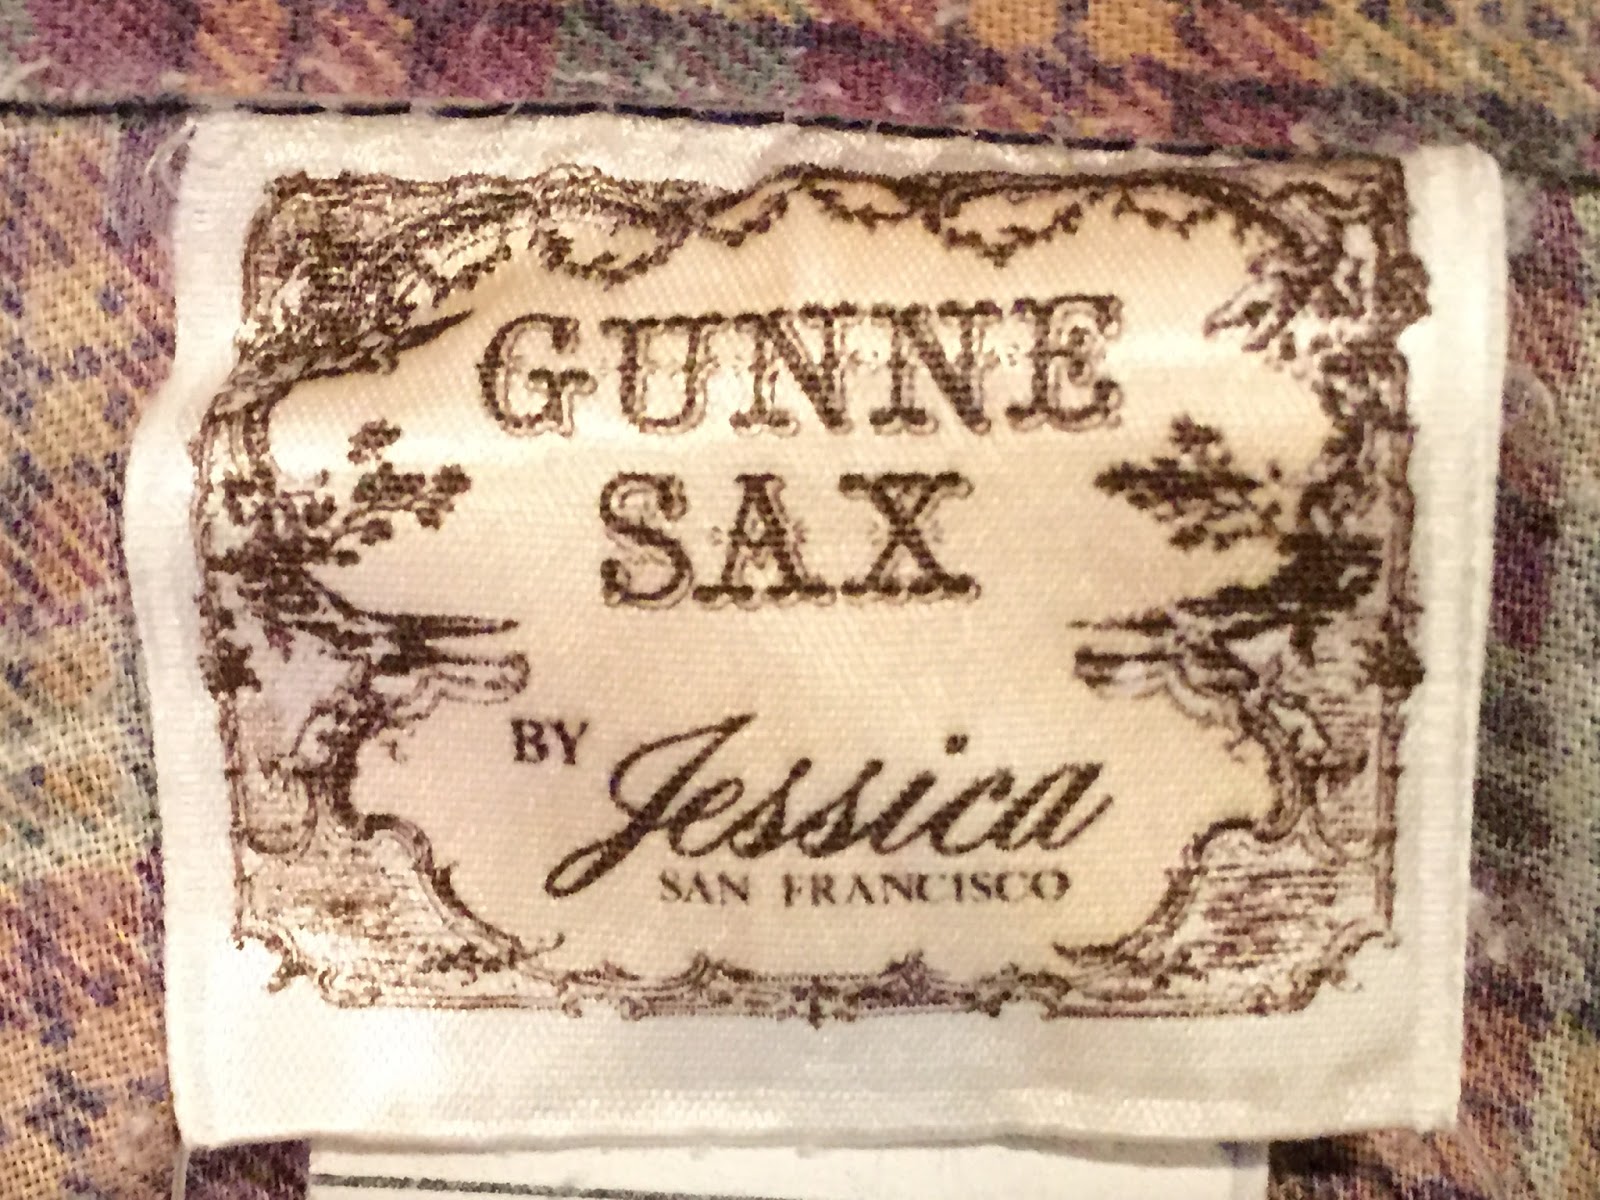 GUNNE
SAX
BY Jessica
SAN FRANCISCO